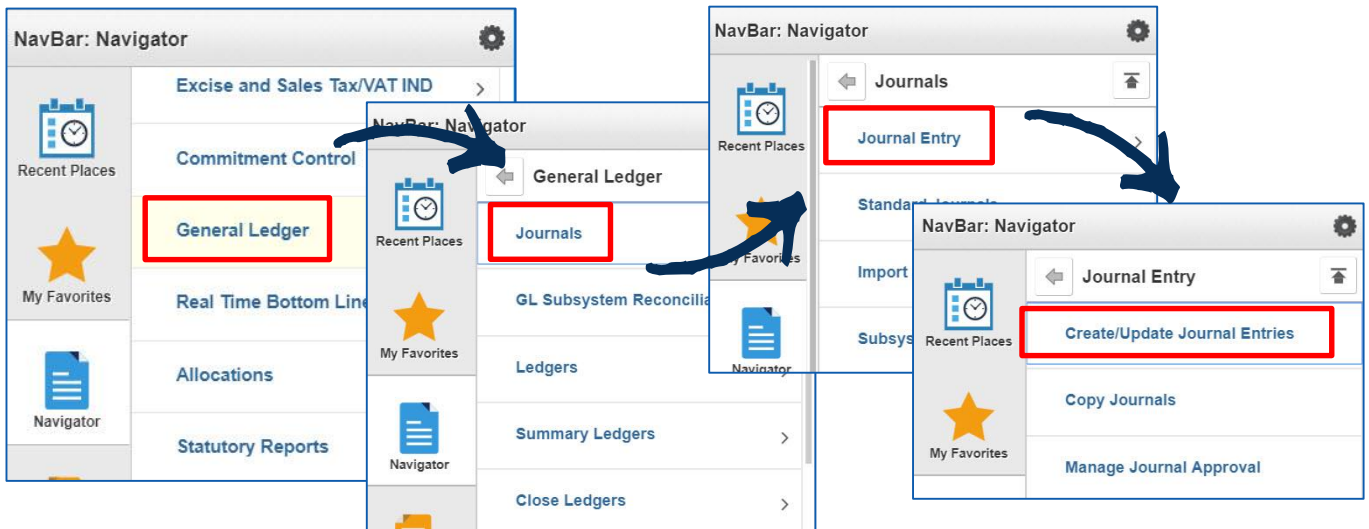 NavBar: Navigator
Recent Places
My Favorites
Navigator
Excise and Sales Tax/VAT IND
Commitment Control
General Ledger
Real Time Bottom Line
Allocations
Statutory Reports
NavBar: Navigator
Recent Places
My Favorites
Navigator
General Ledger
Journals
GL Subsystem Reconcilia
Ledgers
Summary Ledgers
Close Ledgers
NavBar: Navigator
Recent Places
My Favorites
Navigator
Journals
Journal Entry
Standard Journals
Import
Subsys
NavBar: Navigator
Recent Places
My Favorites
Journal Entry
Create/Update Journal Entries
Copy Journals
Manage Journal Approval